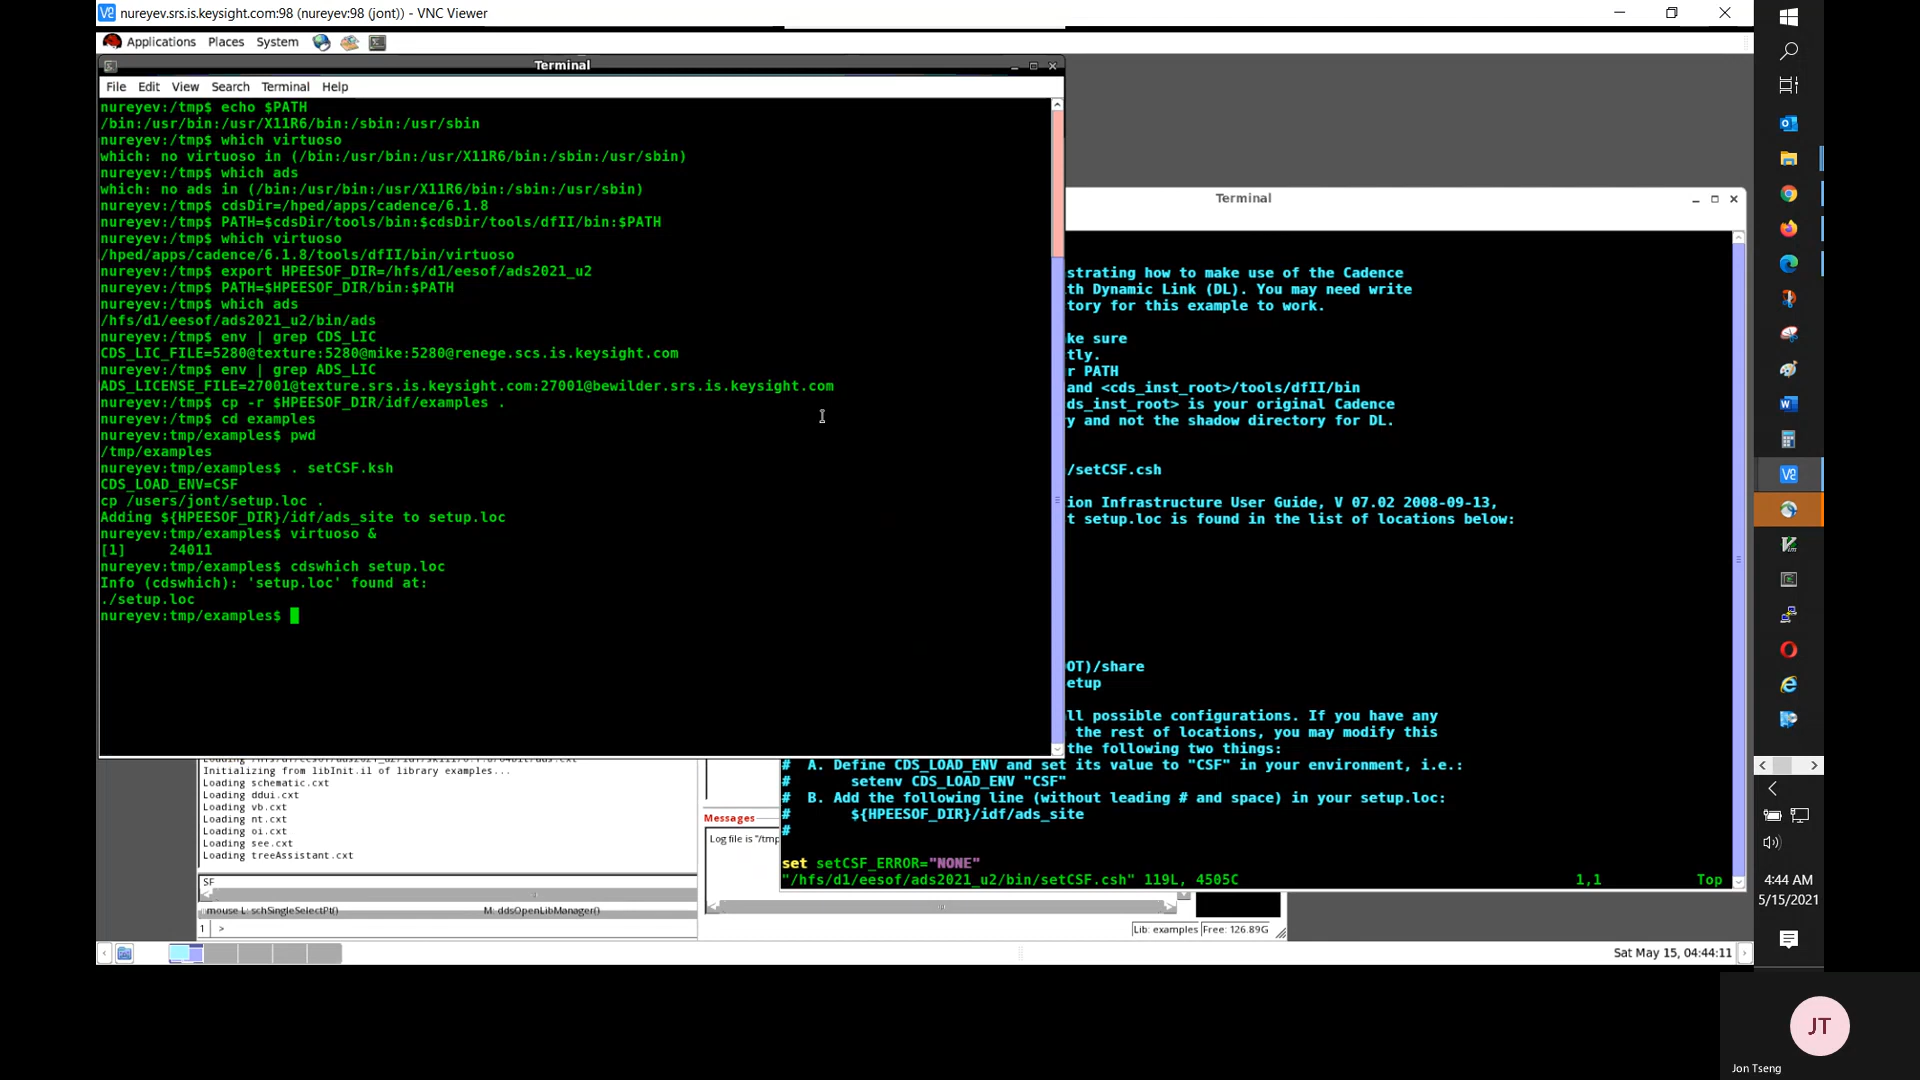 nureyev.srs.is.keysight.com:98 (nureyev:98 (jont)) - VNC Viewer
Applications Places System
Terminal
File Edit View Search Terminal Help
nureyev:/tmp$ echo $PATH
/bin:/usr/bin:/usr/X11R6/bin:/sbin:/usr/sbin
nureyev:/tmp$ which virtuoso
which: no virtuoso in (/bin:/usr/bin:/usr/X11R6/bin:/sbin:/usr/sbin)
nureyev:/tmp$ which ads
which: no ads in (/bin:/usr/bin:/usr/X11R6/bin:/sbin:/usr/sbin)
nureyev:/tmp$ cdsDir=/hped/apps/cadence/6.1.8
nureyev:/tmp$ PATH=$cdsDir/tools/bin:$cdsDir/tools/dfII/bin:$PATH
nureyev:/tmp$ which virtuoso
/hped/apps/cadence/6.1.8/tools/dfII/bin/virtuoso
nureyev:/tmp$ export HPEESOF_DIR=/hfs/d1/eesof/ads2021_u2
nureyev:/tmp$ PATH=$HPEESOF_DIR/bin:$PATH
nureyev:/tmp$ which ads
/hfs/d1/eesof/ads2021_u2/bin/ads
nureyev:/tmp$ env | grep CDS_LIC
CDS_LIC_FILE=5280@texture:5280@mike:5280@renege.scs.is.keysight.com
nureyev:/tmp$ env | grep ADS_LIC
ADS_LICENSE_FILE=27001@texture.srs.is.keysight.com:27001@bewilder.srs.is.keysight.com
nureyev:/tmp$ cp -r $HPEESOF_DIR/idf/examples .
nureyev:/tmp$ cd examples
nureyev:tmp/examples$ pwd
/tmp/examples
nureyev:tmp/examples$ . setCSF.ksh
CDS_LOAD_ENV=CSF
cp /users/jont/setup.loc .
Adding ${HPEESOF_DIR}/idf/ads_site to setup.loc
nureyev:tmp/examples$ virtuoso &
[1] 24011
nureyev:tmp/examples$ cdswhich setup.loc
Info (cdswhich): 'setup.loc' found at:
./setup.loc
nureyev:tmp/examples$
Terminal
strating how to make use of the Cadence
th Dynamic Link (DL). You may need write
tory for this example to work.
ke sure
tly.
r PATH
and <cds_inst_root>/tools/dfII/bin
ds_inst_root> is your original Cadence
y and not the shadow directory for DL.
/setCSF.csh
ion Infrastructure User Guide, V 07.02 2008-09-13,
t setup.loc is found in the list of locations below:
OT)/share
etup
ll possible configurations. If you have any
 the rest of locations, you may modify this
the following two things:
# A. Define CDS_LOAD_ENV and set its value to "CSF" in your environment, i.e.:
# setenv CDS_LOAD_ENV "CSF"
# B. Add the following line (without leading # and space) in your setup.loc:
# ${HPEESOF_DIR}/idf/ads_site
#
set setCSF_ERROR="NONE"
"/hfs/d1/eesof/ads2021_u2/bin/setCSF.csh" 119L, 4505C 1,1 Top
Initializing from libInit.il of library examples...
Loading schematic.cxt
Loading ddui.cxt
Loading vb.cxt
Loading nt.cxt
Loading oi.cxt
Loading see.cxt
Loading treeAssistant.cxt
SF
mouse L: schSingleSelectPt() M: ddsOpenLibManager()
1 >
Messages
Log file is "/tmp
Lib: examples Free: 126.89G
Sat May 15, 04:44:11
4:44 AM
5/15/2021
JT
Jon Tseng